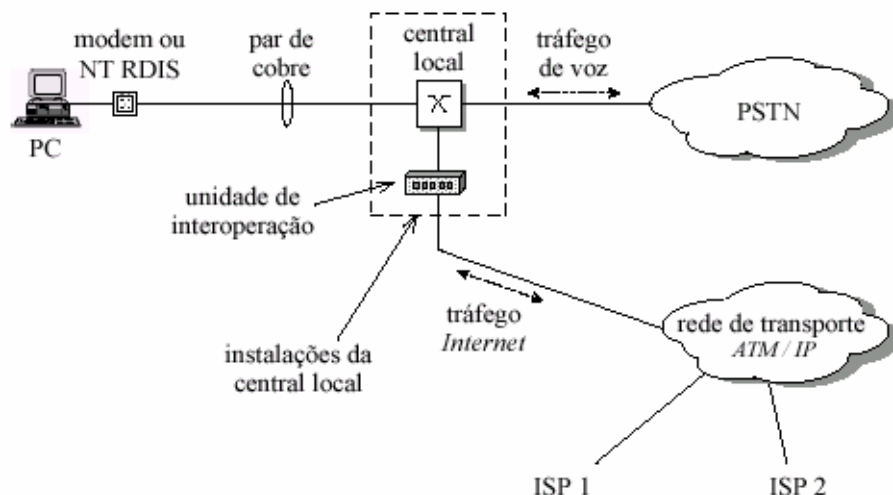 modem ou
NT RDIS
PC
par de
cobre
central
local
tráfego
de voz
PSTN
unidade de
interoperação
instalações da
central local
tráfego
Internet
rede de transporte
ATM / IP
ISP 1
ISP 2